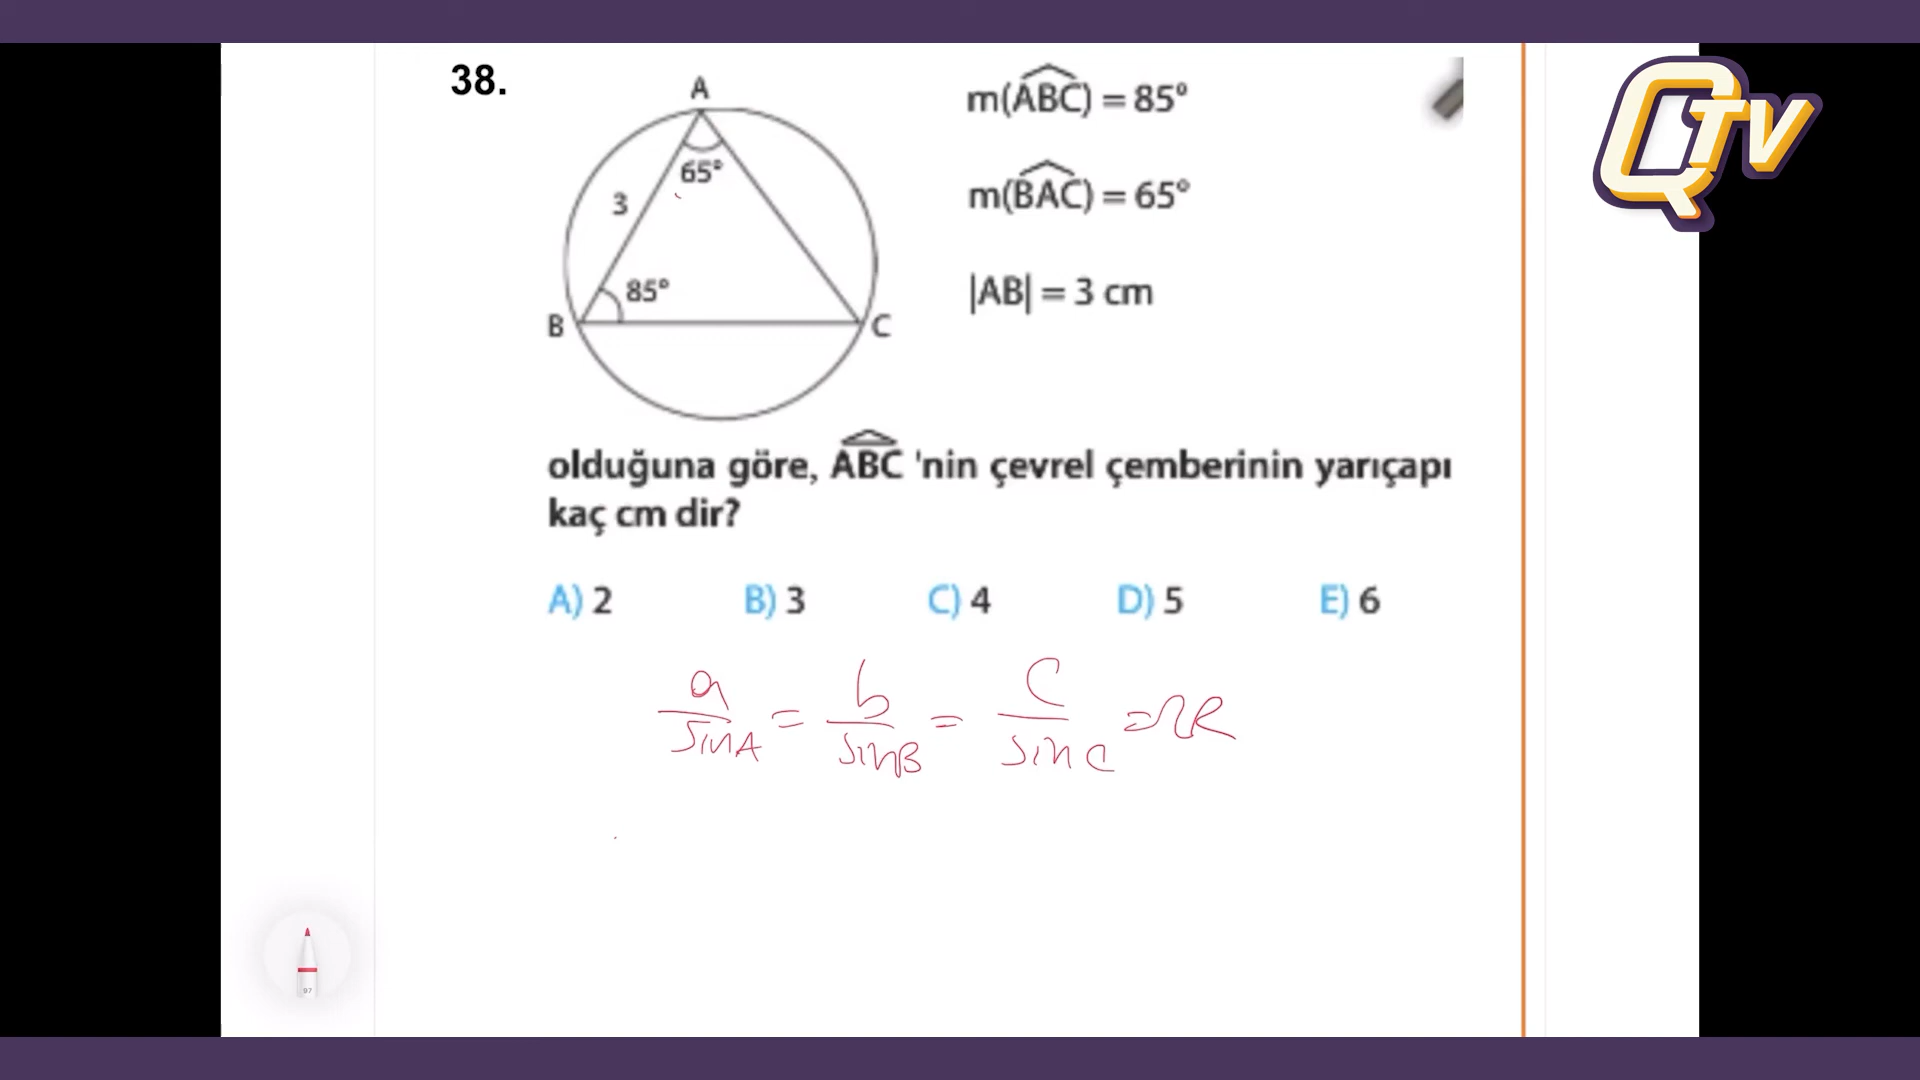 38.
A
65°
3
85°
B
C
m(ABC) = 85°
m(BAC) = 65°
|AB| = 3 cm
olduğuna göre, ABC 'nin çevrel çemberinin yarıçapı
kaç cm dir?
A) 2 B) 3 C) 4 D) 5 E) 6
a/sinA = b/sinB = c/sinC = 2R
97
QTV